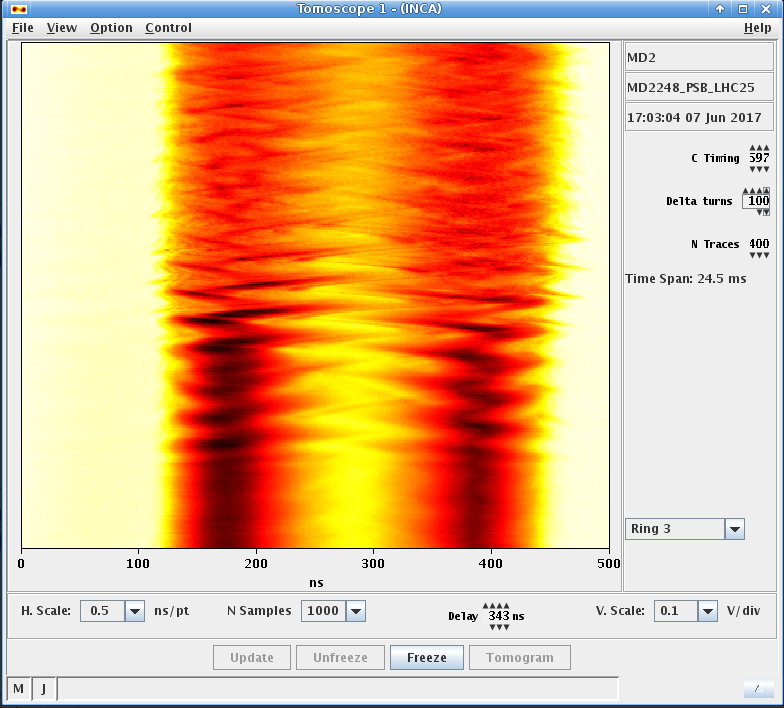 Tomoscope 1 - (INCA)
File View Option Control Help
MD2
MD2248_PSB_LHC25
17:03:04 07 Jun 2017
C Timing 597
Delta turns 100
N Traces 400
Time Span: 24.5 ms
Ring 3
0 100 200 300 400 500
ns
H. Scale: 0.5 ns/pt N Samples 1000 Delay 343 ns V. Scale: 0.1 V/div
Update Unfreeze Freeze Tomogram
M J